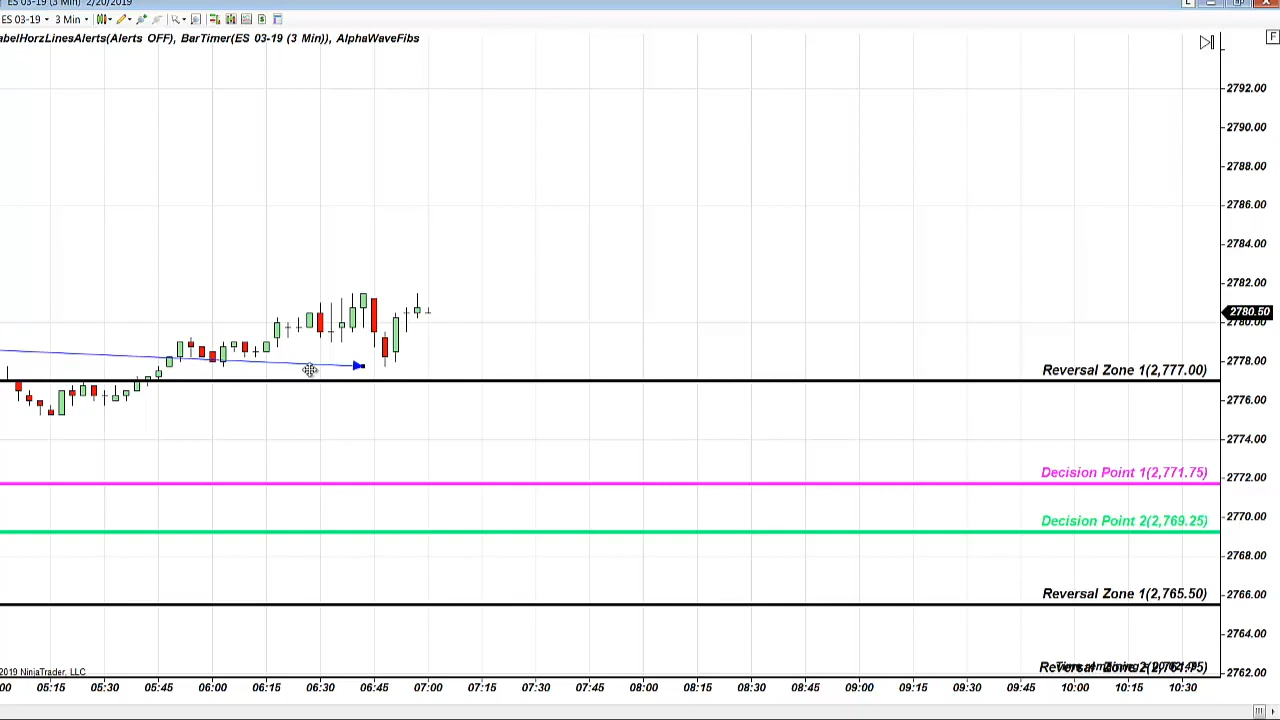 ES 03-19 (3 Min) 2/20/2019
ES 03-19 3 Min
abelHorzLinesAlerts(Alerts OFF), BarTimer(ES 03-19 (3 Min)), AlphaWaveFibs
F
2792.00
2790.00
2788.00
2786.00
2784.00
2782.00
2780.50
2780.00
2778.00
Reversal Zone 1(2,777.00)
2776.00
2774.00
Decision Point 1(2,771.75)
2772.00
Decision Point 2(2,769.25)
2770.00
2768.00
Reversal Zone 1(2,765.50)
2766.00
2764.00
2019 NinjaTrader, LLC
Reversal Zone 2
2762.00
00 05:15 05:30 05:45 06:00 06:15 06:30 06:45 07:00 07:15 07:30 07:45 08:00 08:15 08:30 08:45 09:00 09:15 09:30 09:45 10:00 10:15 10:30